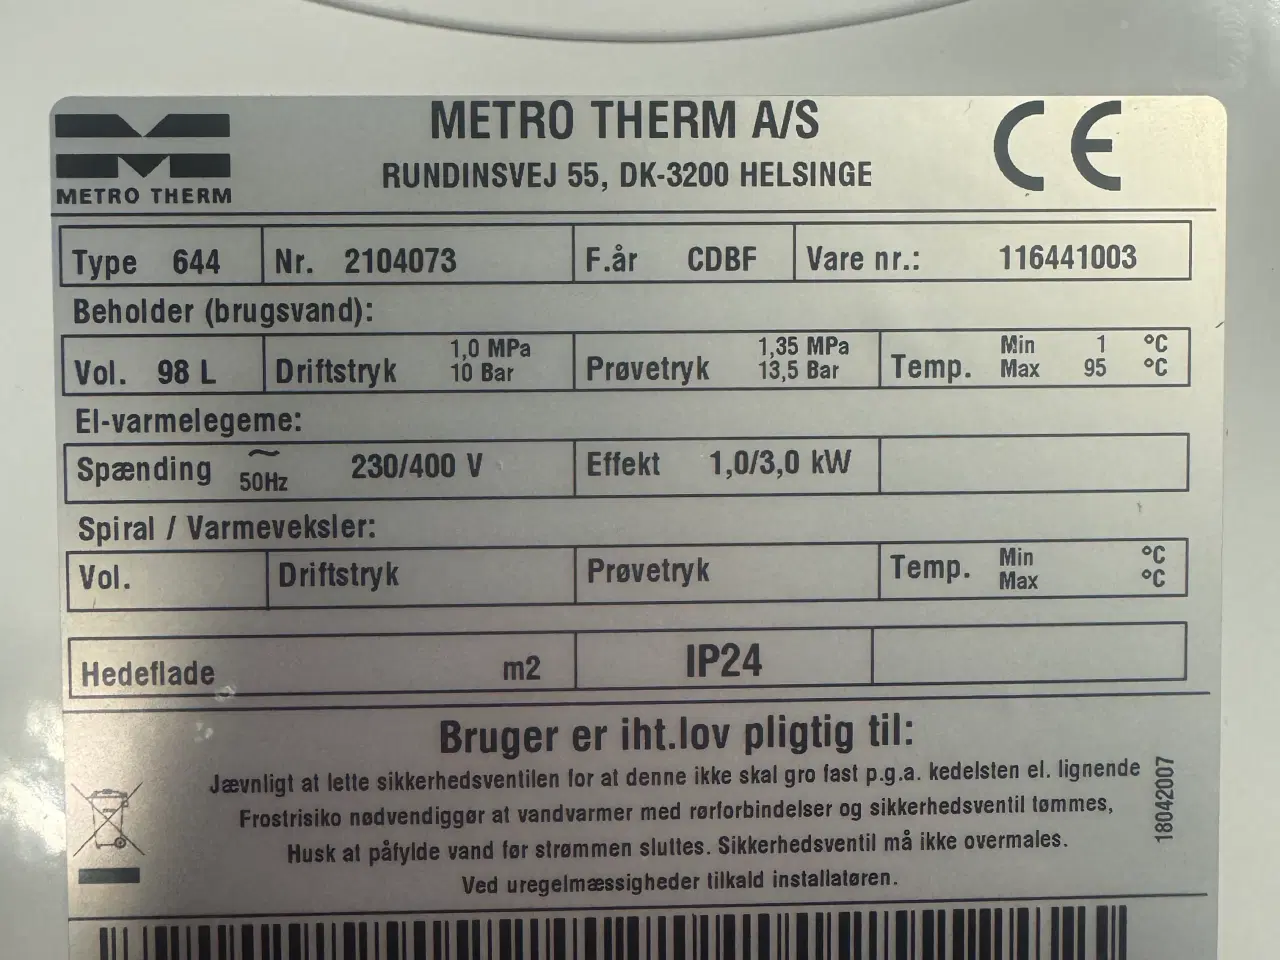 METRO THERM
METRO THERM A/S
RUNDINSVEJ 55, DK-3200 HELSINGE
CE
Type 644 Nr. 2104073 F.år CDBF Vare nr.: 116441003
Beholder (brugsvand):
Vol. 98 L Driftstryk 1,0 MPa 10 Bar Prøvetryk 1,35 MPa 13,5 Bar Temp. Min 1 °C Max 95 °C
El-varmelegeme:
Spænding ~ 50Hz 230/400 V Effekt 1,0/3,0 kW
Spiral / Varmeveksler:
Vol. Driftstryk Prøvetryk Temp. Min °C Max °C
Hedeflade m2 IP24
Bruger er iht.lov pligtig til:
Jævnligt at lette sikkerhedsventilen for at denne ikke skal gro fast p.g.a. kedelsten el. lignende
Frostrisiko nødvendiggør at vandvarmer med rørforbindelser og sikkerhedsventil tømmes,
Husk at påfylde vand før strømmen sluttes. Sikkerhedsventil må ikke overmales.
Ved uregelmæssigheder tilkald installatøren.
18042007